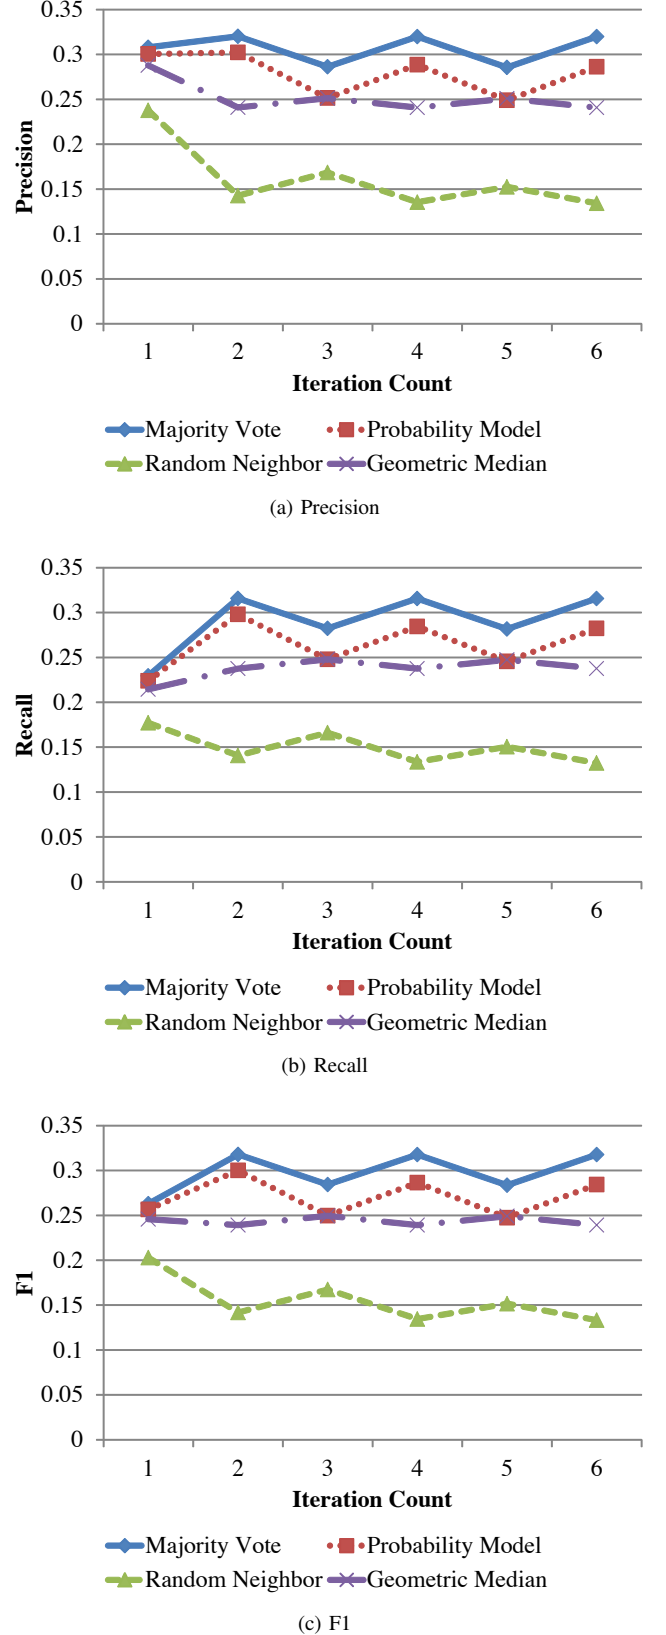 0.35
0.3
0.25
0.2
0.15
0.1
0.05
0
Precision
1 2 3 4 5 6
Iteration Count
Majority Vote Probability Model
Random Neighbor Geometric Median
(a) Precision
0.35
0.3
0.25
0.2
0.15
0.1
0.05
0
Recall
1 2 3 4 5 6
Iteration Count
Majority Vote Probability Model
Random Neighbor Geometric Median
(b) Recall
0.35
0.3
0.25
0.2
0.15
0.1
0.05
0
F1
1 2 3 4 5 6
Iteration Count
Majority Vote Probability Model
Random Neighbor Geometric Median
(c) F1